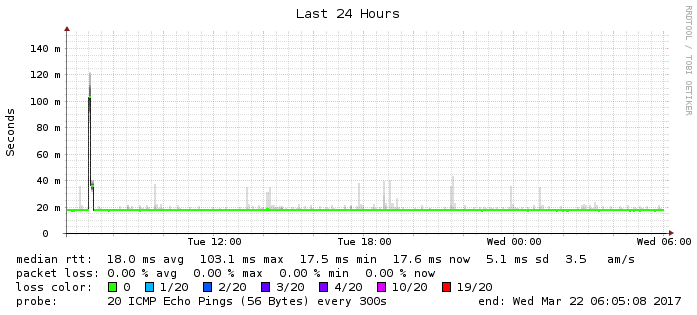 Last 24 Hours
RRDTOOL / TOBI OETIKER
Seconds
140 m
120 m
100 m
80 m
60 m
40 m
20 m
0
Tue 12:00 Tue 18:00 Wed 00:00 Wed 06:00
median rtt: 18.0 ms avg 103.1 ms max 17.5 ms min 17.6 ms now 5.1 ms sd 3.5 am/s
packet loss: 0.00 % avg 0.00 % max 0.00 % min 0.00 % now
loss color: 0 1/20 2/20 3/20 4/20 10/20 19/20
probe: 20 ICMP Echo Pings (56 Bytes) every 300s end: Wed Mar 22 06:05:08 2017